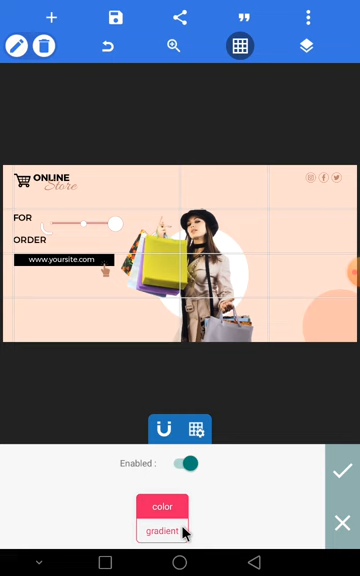 ONLINE
Store
FOR
ORDER
www.yoursite.com
Enabled :
color
gradient